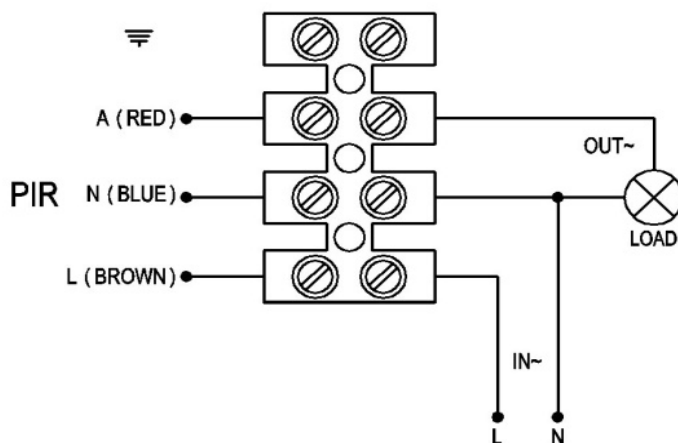 A ( RED )
OUT~
PIR N ( BLUE )
LOAD
L ( BROWN )
IN~
L N